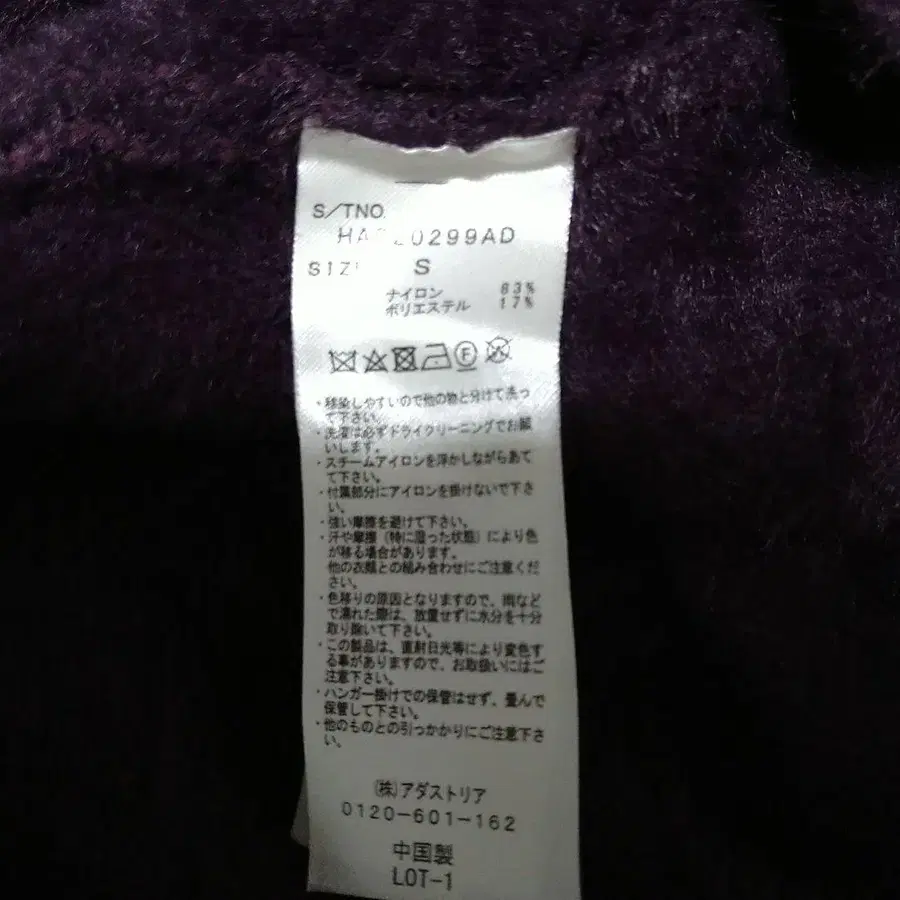 S/TNO.
0299AD
S
ナイロン 83%
ポリエステル 17%
・移染しやすいので他の物と分けて洗っ
て下さい。
・洗濯は必ずドライクリーニングでお願
いします。
・スチームアイロンを浮かしながらあて
て下さい。
・付属部分にアイロンを掛けないで下さ
い。
・強い摩擦を避けて下さい。
・汗や摩擦（特に湿った状態）により色
が移る場合があります。
他の衣類との組み合わせにご注意くだ
さい。
・色移りの原因となりますので、雨など
で濡れた際は、放置せずに水分を十分
取り除いて下さい。
・この製品は、直射日光等により変色す
る事がありますので、お取扱いにはご
注意下さい。
・ハンガー掛けでの保管はせず、畳んで
保管して下さい。
・他のものとの引っかかりにご注意下さ
い。
(株)アダストリア
0120-601-162
中国製
LOT-1